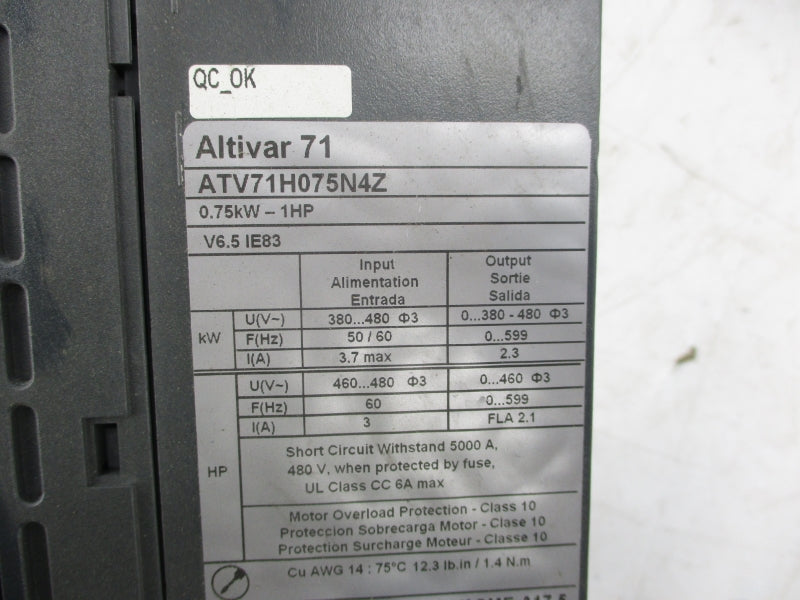 QC_OK
Altivar 71
ATV71H075N4Z
0.75kW – 1HP
V6.5 IE83
Input Output
Alimentation Sortie
Entrada Salida
kW U(V~) 380...480 Φ3 0...380 - 480 Φ3
F(Hz) 50 / 60 0...599
I(A) 3.7 max 2.3
HP U(V~) 460...480 Φ3 0...460 Φ3
F(Hz) 60 0...599
I(A) 3 FLA 2.1
Short Circuit Withstand 5000 A,
480 V, when protected by fuse,
UL Class CC 6A max
Motor Overload Protection - Class 10
Proteccion Sobrecarga Motor - Clase 10
Protection Surcharge Moteur - Classe 10
Cu AWG 14 : 75°C 12.3 lb.in / 1.4 N.m